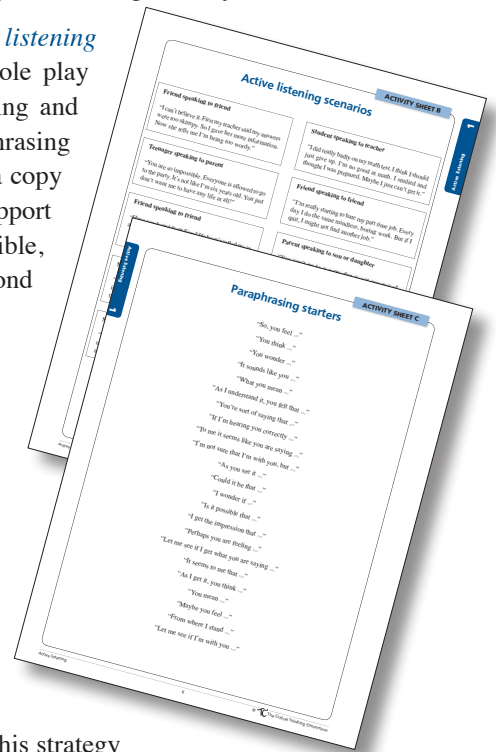 listening
ole play
ing and
hrasing
a copy
pport
ible,
ond
Active listening scenarios
ACTIVITY SHEET B
1
Active listening
Friend speaking to friend
"I can't believe it. First my teacher said my answers
were too skimpy. So I gave her more information.
Now she tells me I'm being too wordy."
Student speaking to teacher
"I did really badly on my math test. I think I should
just give up. I'm no good at math. I studied and
thought I was prepared. Maybe I just can't get it."
Teenager speaking to parent
"You are so impossible. Everyone is allowed to go
to the party. It's not like I'm six years old. You just
don't want me to have any life at all!"
Friend speaking to friend
"I'm really starting to hate my part time job. Every
day I do the same mindless, boring work. But if I
quit, I might not find another job."
Friend speaking to friend
Parent speaking to son or daughter
Active listening
1
Paraphrasing starters
ACTIVITY SHEET C
"So, you feel ..."
"You think ..."
"You wonder ..."
"It sounds like you ..."
"What you mean ..."
"As I understand it, you felt that ..."
"You're sort of saying that ..."
"If I'm hearing you correctly ..."
"To me it seems like you are saying ..."
"I'm not sure that I'm with you, but ..."
"As you see it ..."
"Could it be that ..."
"I wonder if ..."
"Is it possible that ..."
"I get the impression that ..."
"Perhaps you are feeling ..."
"Let me see if I get what you are saying ..."
"It seems to me that ..."
"As I get it, you think ..."
"You mean ..."
"Maybe you feel ..."
"From where I stand ..."
"Let me see if I'm with you ..."
Active listening
The Critical Thinking Consortium
his strategy